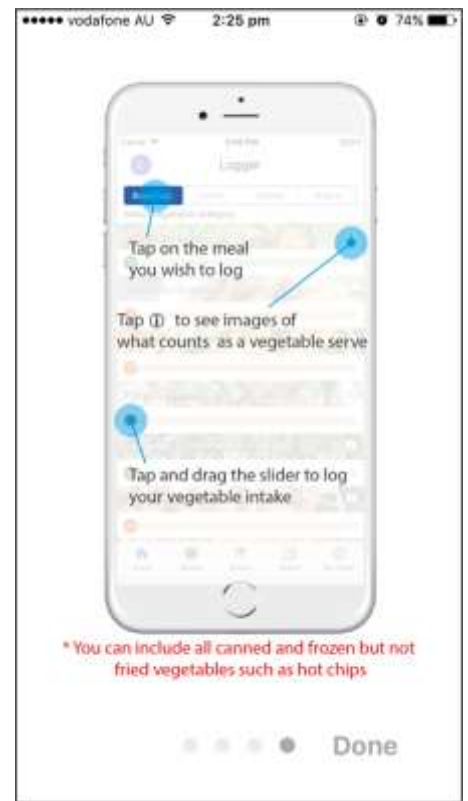 vodafone AU 2:25 pm 74%
Logger
Tap on the meal
you wish to log
Tap ⓘ to see images of
what counts as a vegetable serve
Tap and drag the slider to log
your vegetable intake
* You can include all canned and frozen but not
fried vegetables such as hot chips
Done